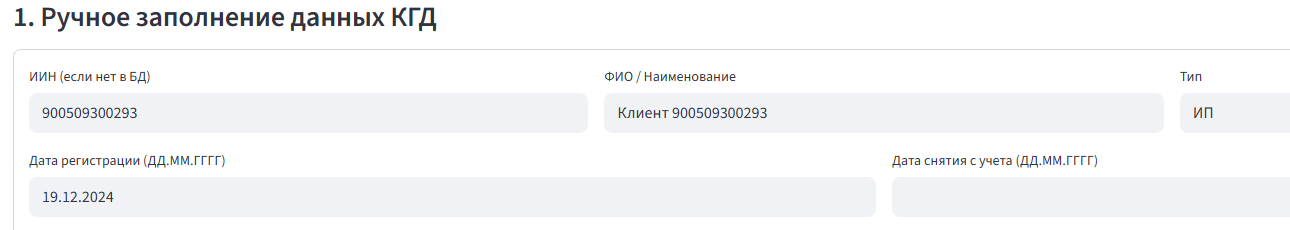 1. Ручное заполнение данных КГД
ИИН (если нет в БД) ФИО / Наименование Тип
900509300293 Клиент 900509300293 ИП
Дата регистрации (ДД.ММ.ГГГГ) Дата снятия с учета (ДД.ММ.ГГГГ)
19.12.2024